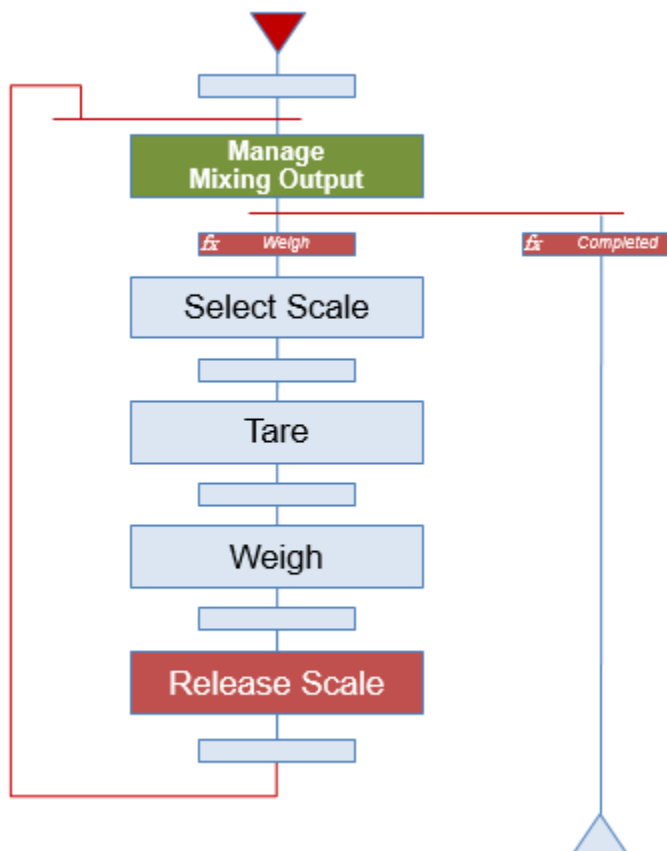 Manage
Mixing Output
fx Weigh
fx Completed
Select Scale
Tare
Weigh
Release Scale